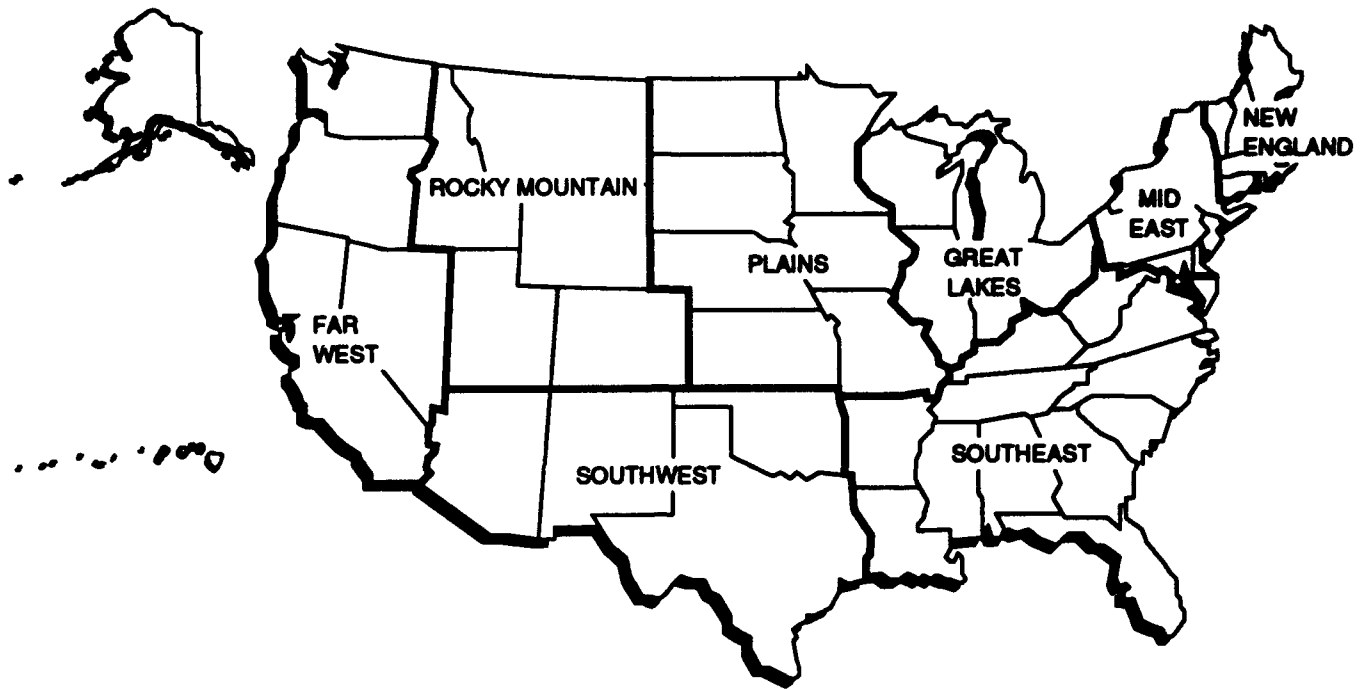 NEW
ENGLAND
ROCKY MOUNTAIN
MID
EAST
PLAINS
GREAT
LAKES
FAR
WEST
SOUTHEAST
SOUTHWEST